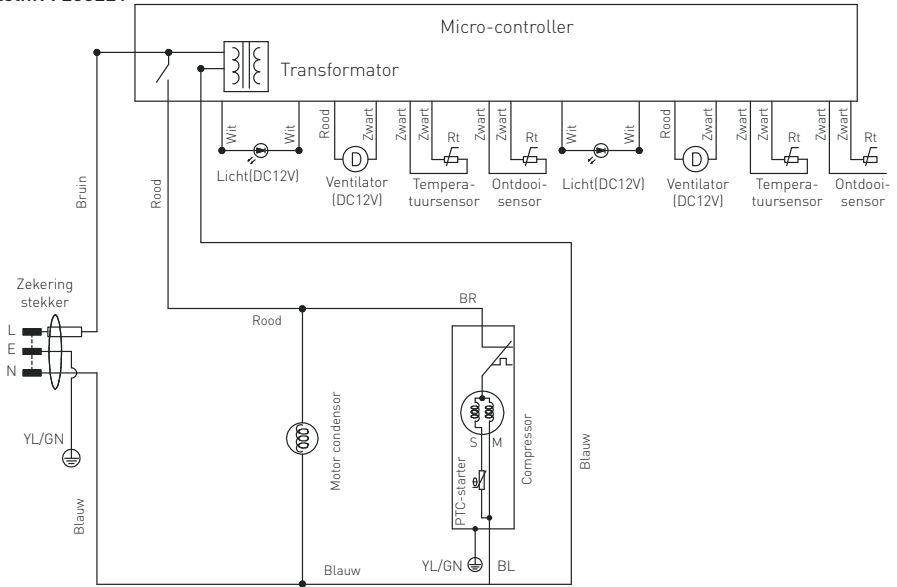 Micro-controller
Transformator
Wit
Wit
Rood
Zwart
Zwart
Zwart
Zwart
Zwart
Wit
Wit
Rood
Zwart
Zwart
Zwart
Zwart
Zwart
Rt
Rt
Rt
Rt
D
D
Licht(DC12V)
Ventilator
(DC12V)
Tempera-
tuursensor
Ontdooi-
sensor
Licht(DC12V)
Ventilator
(DC12V)
Tempera-
tuursensor
Ontdooi-
sensor
Bruin
Rood
Zekering
stekker
L
E
N
YL/GN
Blauw
Rood
BR
Motor condensor
S M
θ
PTC-starter
Compressor
Blauw
YL/GN
BL
Blauw